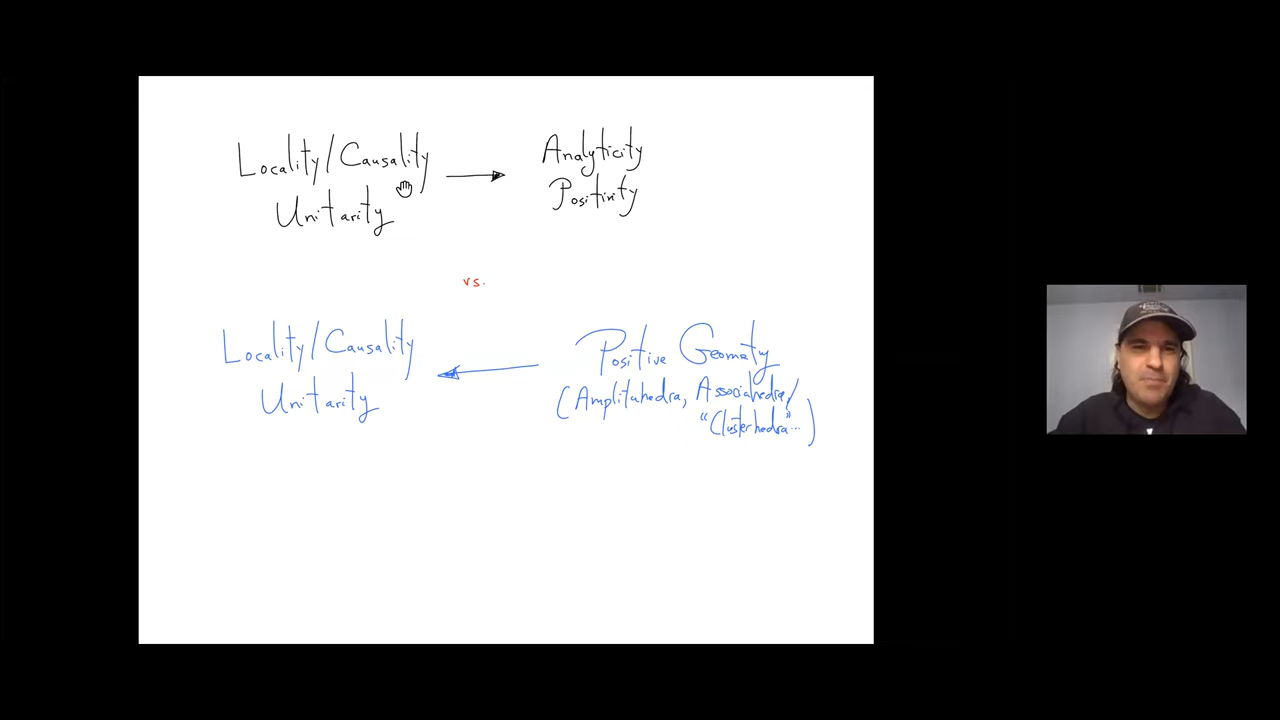 Locality/Causality
Unitarity
Analyticity
Positivity
vs.
Locality/Causality
Unitarity
Positive Geometry
(Amplituhedra, Associahedra,/
"Clusterhedra"...)